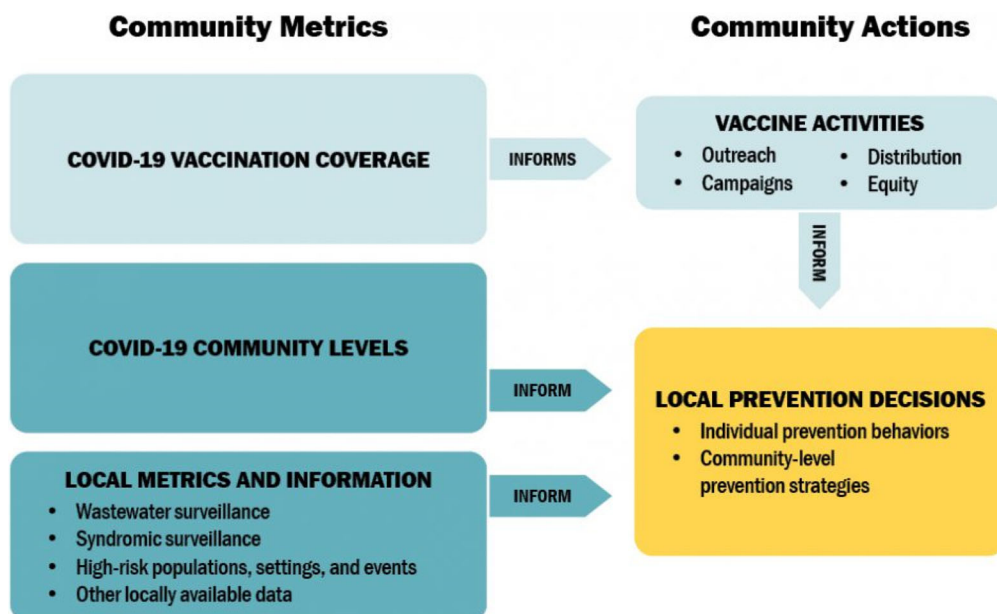 Community Metrics
Community Actions
COVID-19 VACCINATION COVERAGE
INFORMS
VACCINE ACTIVITIES
• Outreach
• Campaigns
• Distribution
• Equity
INFORM
COVID-19 COMMUNITY LEVELS
INFORM
LOCAL PREVENTION DECISIONS
• Individual prevention behaviors
• Community-level
prevention strategies
LOCAL METRICS AND INFORMATION
• Wastewater surveillance
• Syndromic surveillance
• High-risk populations, settings, and events
• Other locally available data
INFORM